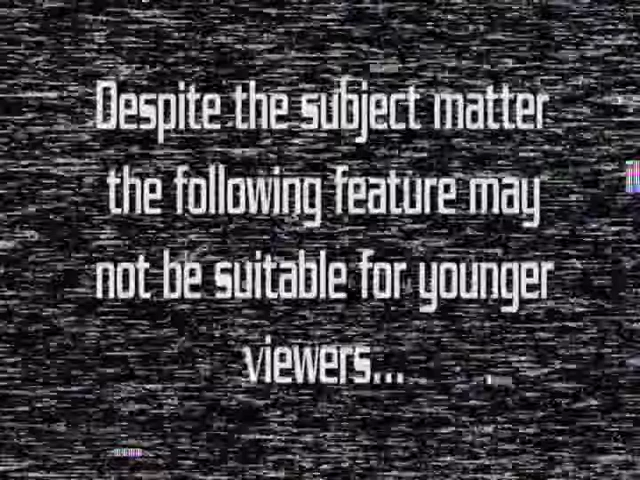 Despite the subject matter
the following feature may
not be suitable for younger
viewers...